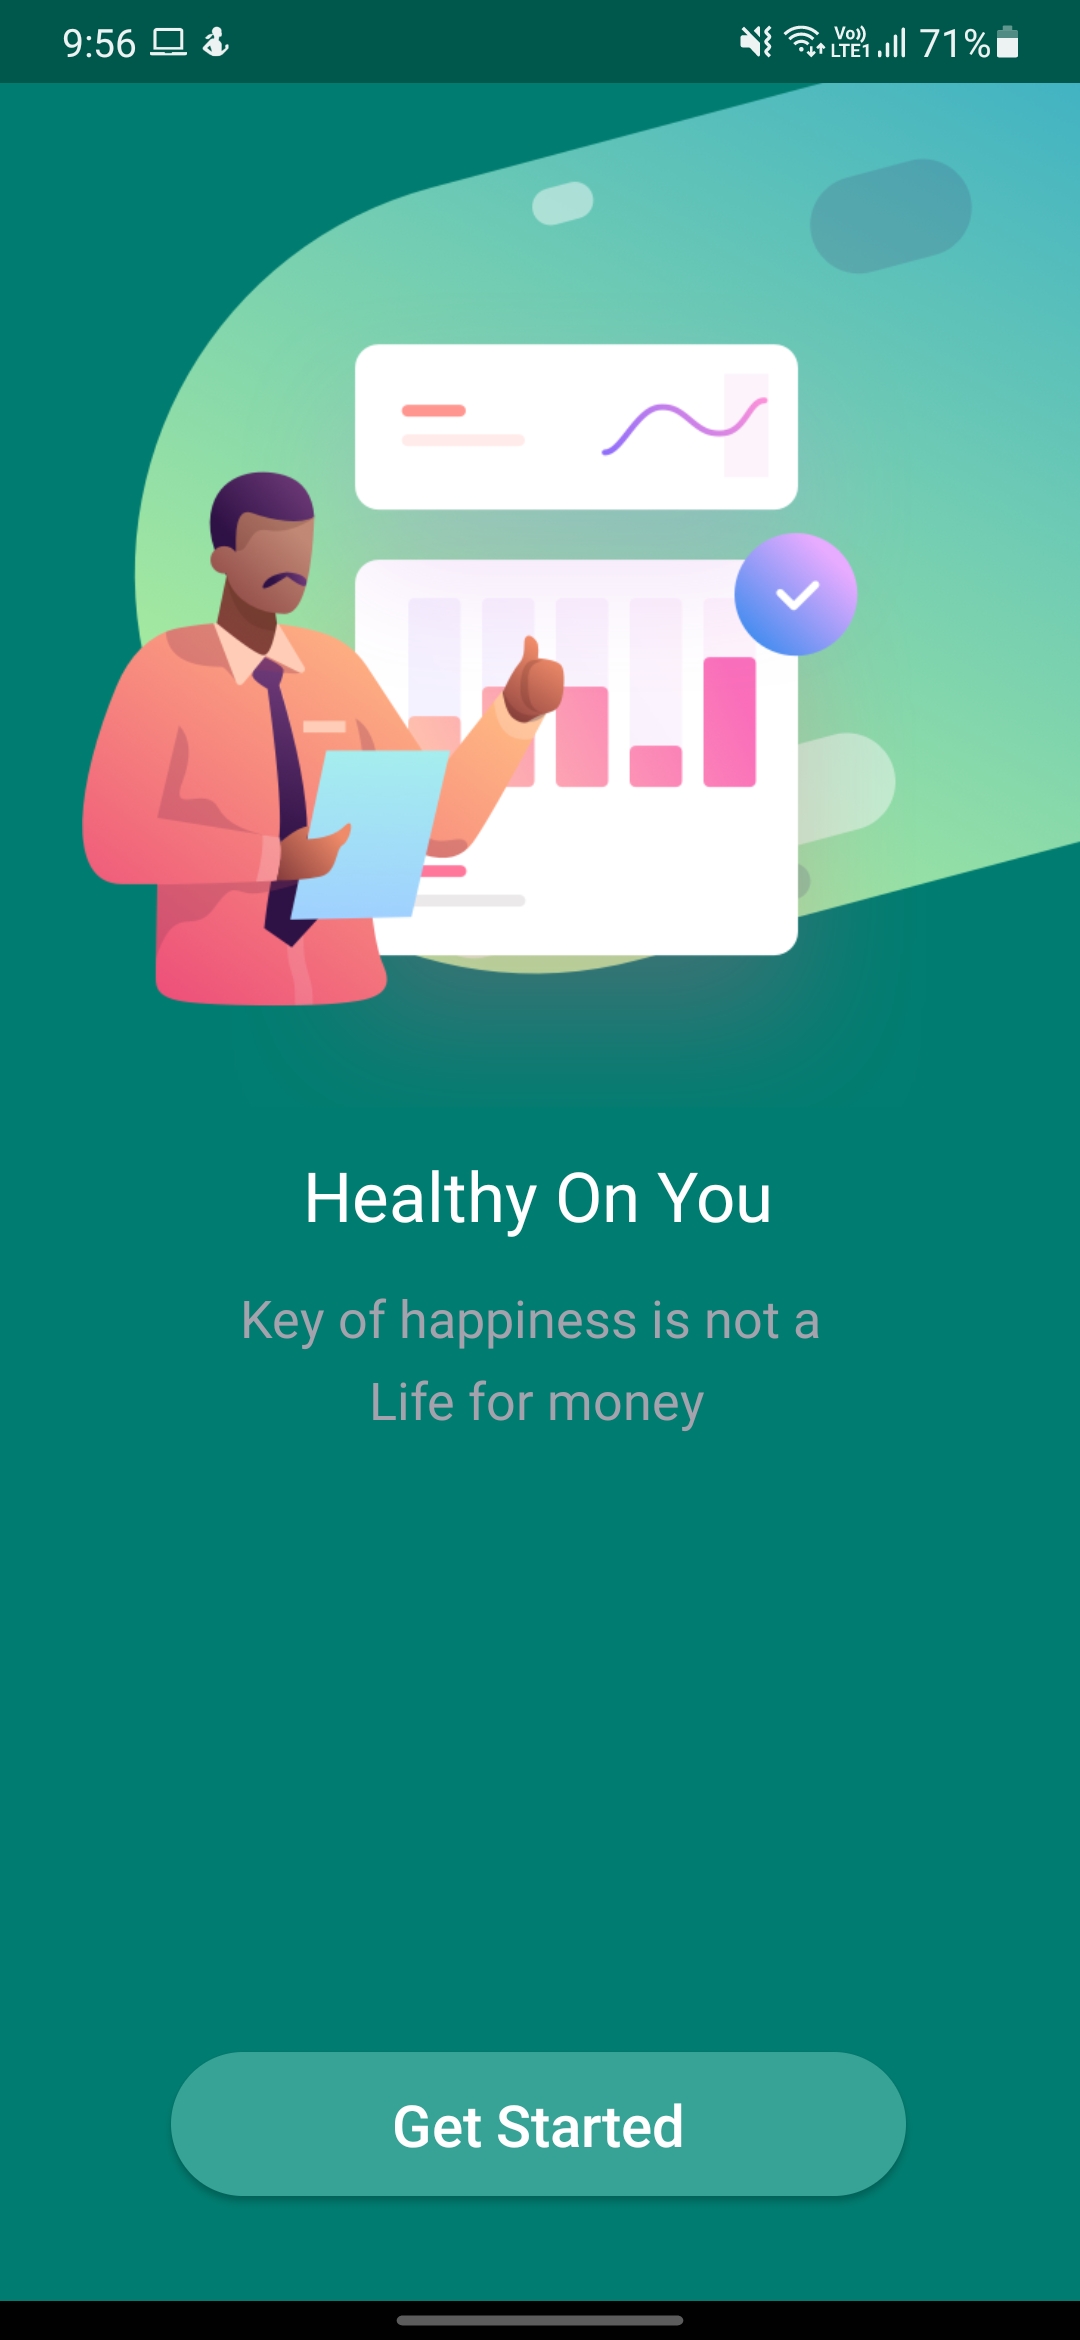 9:56 Vo)) LTE1 71%
Healthy On You
Key of happiness is not a
Life for money
Get Started